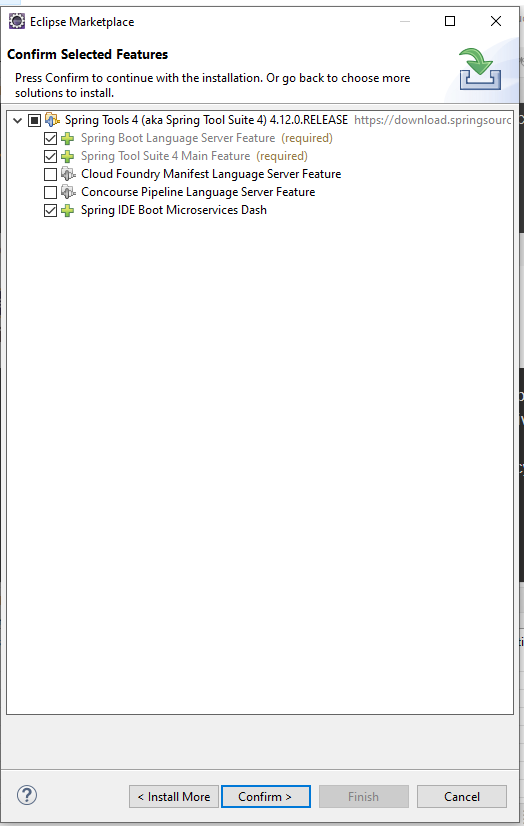 Eclipse Marketplace
Confirm Selected Features
Press Confirm to continue with the installation. Or go back to choose more
solutions to install.
Spring Tools 4 (aka Spring Tool Suite 4) 4.12.0.RELEASE https://download.springsourc
Spring Boot Language Server Feature (required)
Spring Tool Suite 4 Main Feature (required)
Cloud Foundry Manifest Language Server Feature
Concourse Pipeline Language Server Feature
Spring IDE Boot Microservices Dash
?
< Install More
Confirm >
Finish
Cancel